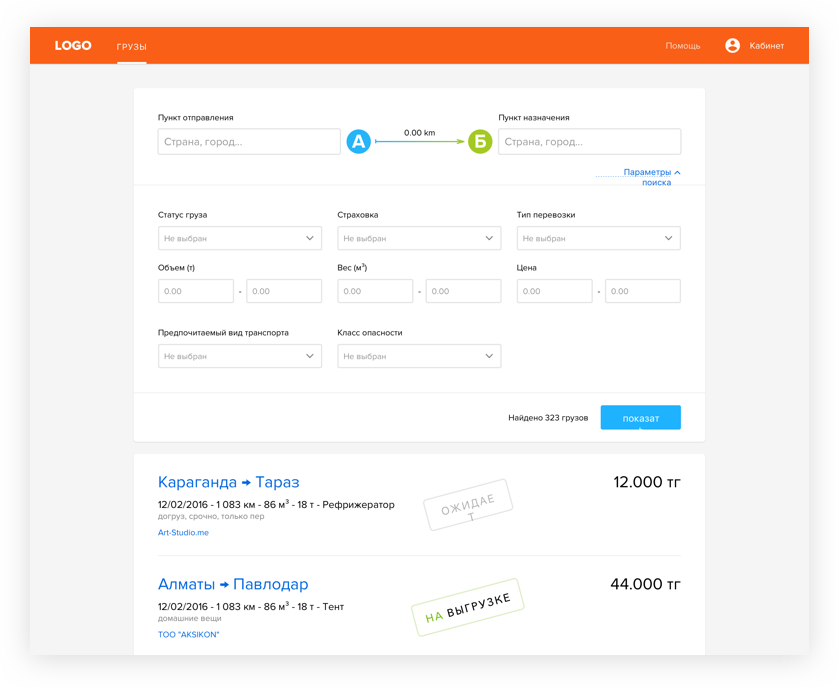 LOGO ГРУЗЫ Помощь Кабинет
Пункт отправления Пункт назначения
Страна, город... А 0.00 km Б Страна, город...
Параметры
поиска
Статус груза Страховка Тип перевозки
Не выбран Не выбран Не выбран
Объем (т) Вес (м³) Цена
0.00 - 0.00 0.00 - 0.00 0.00 - 0.00
Предпочитаемый вид транспорта Класс опасности
Не выбран Не выбран
Найдено 323 грузов показат
Караганда → Тараз 12.000 тг
12/02/2016 - 1 083 км - 86 м³ - 18 т - Рефрижератор
догруз, срочно, только пер
Art-Studio.me
ОЖИДАЕ
Т
Алматы → Павлодар 44.000 тг
12/02/2016 - 1 083 км - 86 м³ - 18 т - Тент
домашние вещи
ТОО "AKSIKON"
НА ВЫГРУЗКЕ